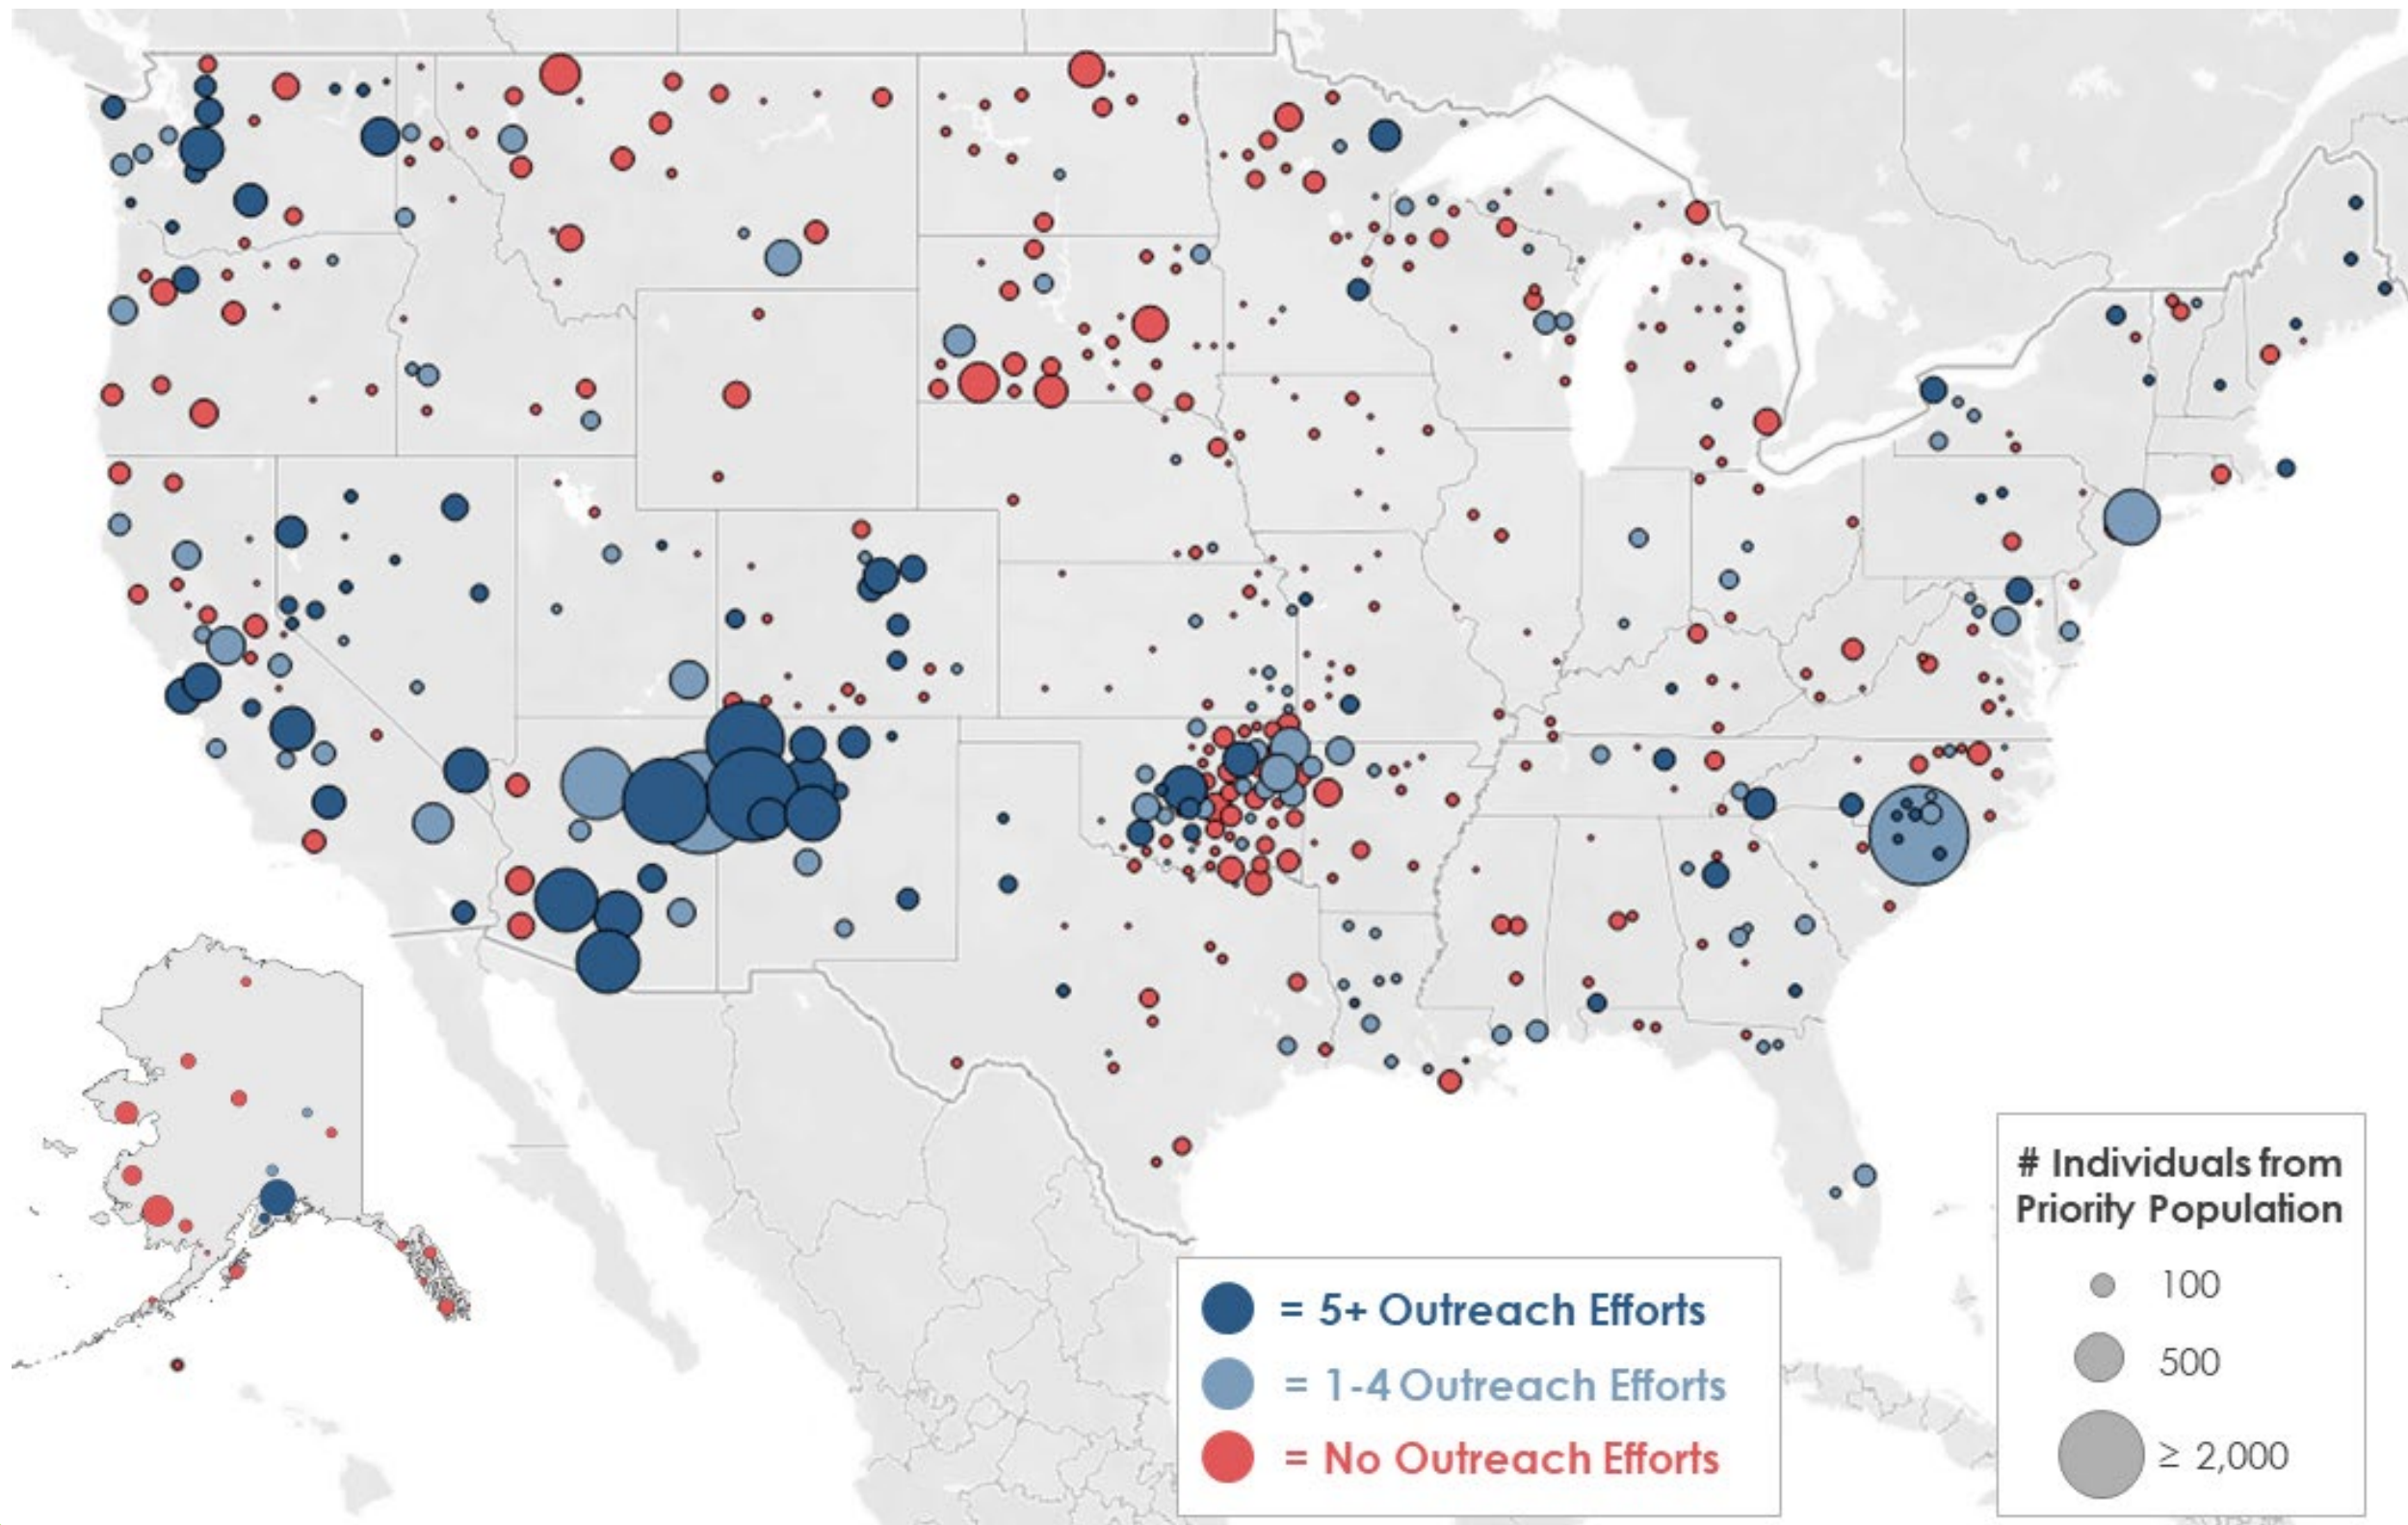 = 5+ Outreach Efforts
= 1-4 Outreach Efforts
= No Outreach Efforts
# Individuals from
Priority Population
100
500
≥ 2,000